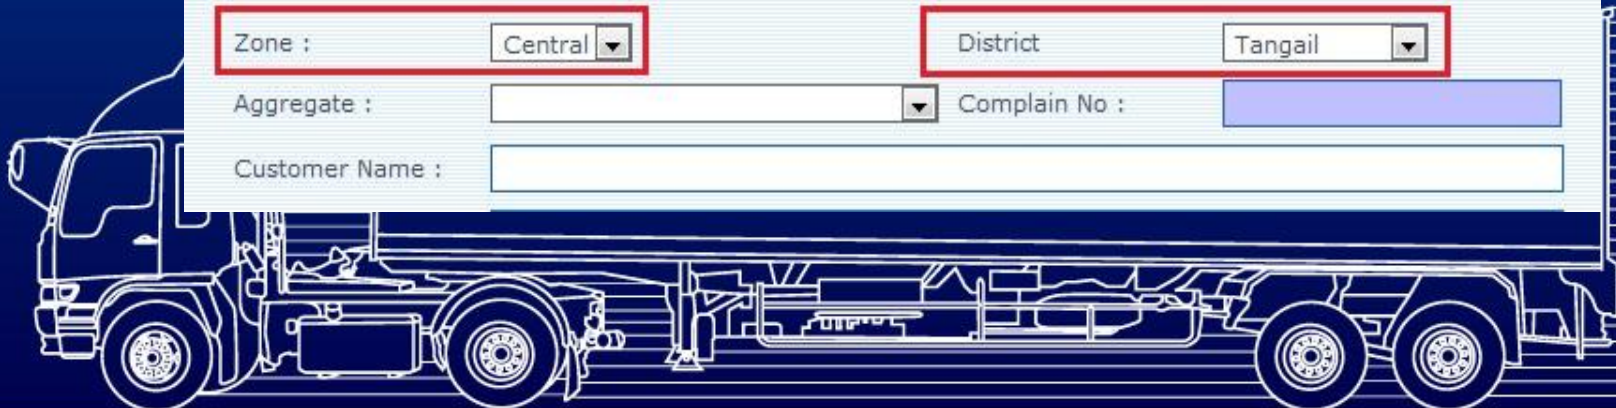 Zone : Central District Tangail
Aggregate : Complain No :
Customer Name :